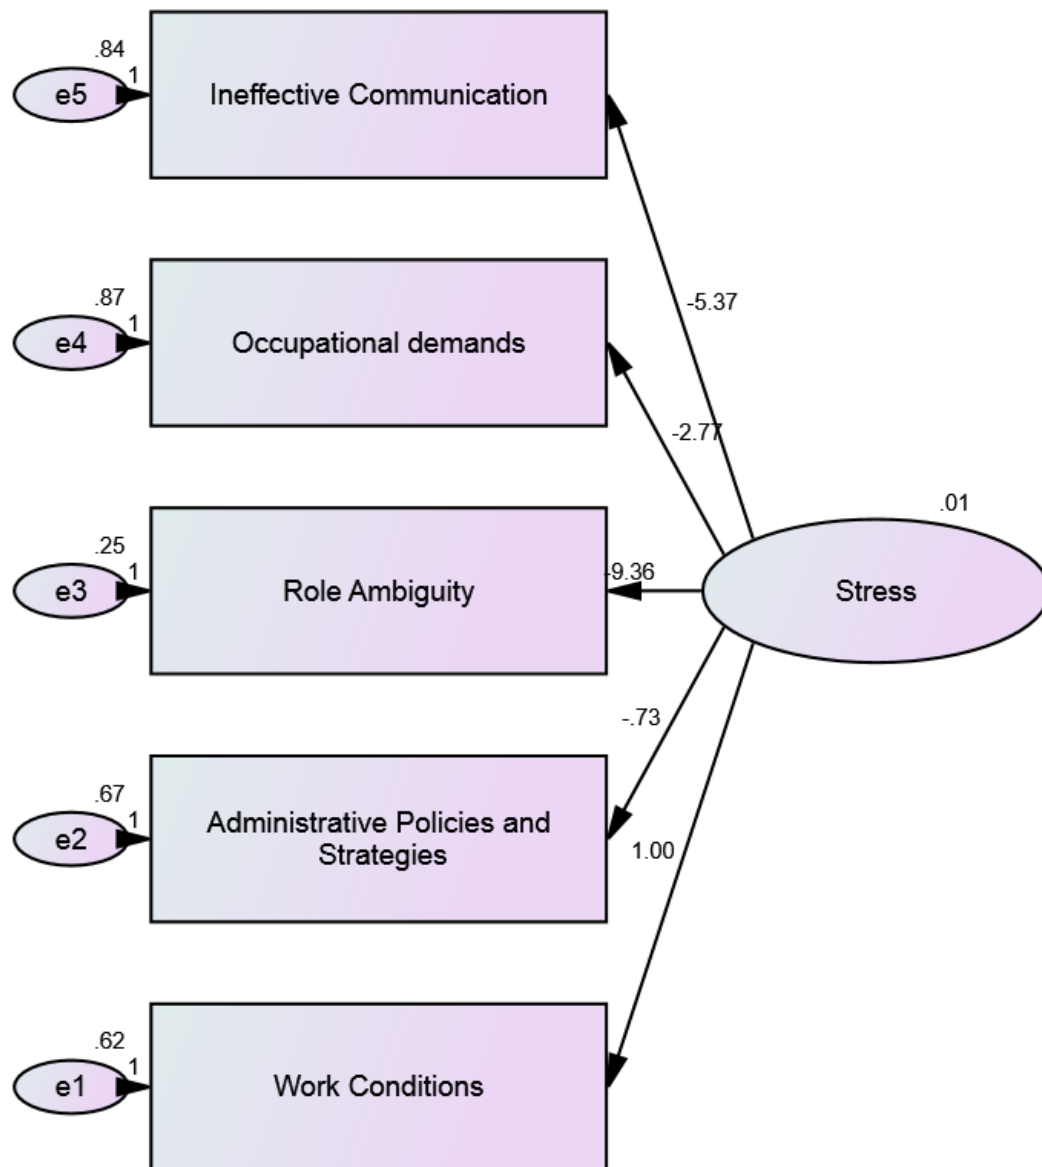 .84
1
e5
Ineffective Communication
-5.37
.87
1
e4
Occupational demands
-2.77
.01
.25
1
e3
Role Ambiguity
-9.36
Stress
-.73
.67
1
e2
Administrative Policies and
Strategies
1.00
.62
1
e1
Work Conditions